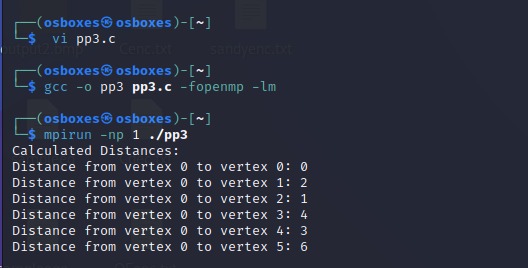 ┌──(osboxes㉿osboxes)-[~]
└─$ vi pp3.c
┌──(osboxes㉿osboxes)-[~]
└─$ gcc -o pp3 pp3.c -fopenmp -lm
┌──(osboxes㉿osboxes)-[~]
└─$ mpirun -np 1 ./pp3
Calculated Distances:
Distance from vertex 0 to vertex 0: 0
Distance from vertex 0 to vertex 1: 2
Distance from vertex 0 to vertex 2: 1
Distance from vertex 0 to vertex 3: 4
Distance from vertex 0 to vertex 4: 3
Distance from vertex 0 to vertex 5: 6